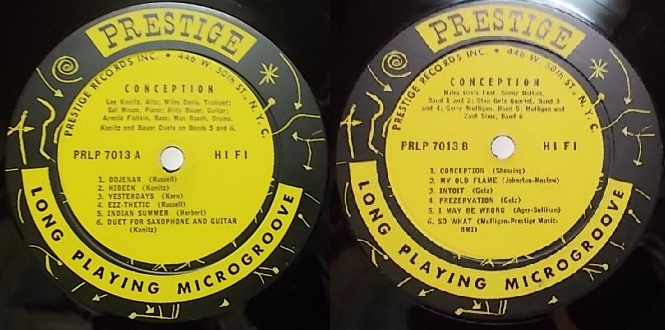 PRESTIGE
PRESTIGE RECORDS INC. • 446 W. 50th ST., N.Y.C.
CONCEPTION
Lee Konitz, Alto; Miles Davis, Trumpet;
Sal Mosca, Piano; Billy Bauer, Guitar;
Arnold Fishkin, Bass; Max Roach, Drums.
Konitz and Bauer Duets on Bands 5 and 6.
PRLP 7013 A HI FI
1. ODJENAR (Russell)
2. HIBECK (Konitz)
3. YESTERDAYS (Kern)
4. EZZ-THETIC (Russell)
5. INDIAN SUMMER (Herbert)
6. DUET FOR SAXOPHONE AND GUITAR
(Konitz)
LONG PLAYING MICROGROOVE
PRESTIGE
PRESTIGE RECORDS INC. • 446 W. 50th ST., N.Y.C.
CONCEPTION
Miles Davis Feat. Sonny Rollins,
Band 1 and 2; Stan Getz Quartet, Band 3
and 4; Gerry Mulligan, Band 5; Mulligan and
Zoot Sims, Band 6
PRLP 7013 B HI FI
1. CONCEPTION (Shearing)
2. MY OLD FLAME (Johnston-Coslow)
3. INTOIT (Getz)
4. PREZERVATION (Getz)
5. I MAY BE WRONG (Ager-Sullivan)
6. SO WHAT (Mulligan-Prestige Music-
BMI)
LONG PLAYING MICROGROOVE